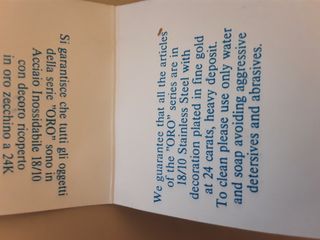 Si garantisce che tutti gli oggetti
della serie "ORO" sono in
Acciaio Inossidabile 18/10
con decoro ricoperto
in oro zecchino a 24K
We guarantee that all the articles
of the "ORO" series are in
18/10 Stainless Steel with
decoration plated in fine gold
at 24 carats, heavy deposit.
To clean please use only water
and soap avoiding aggressive
detersives and abrasives.